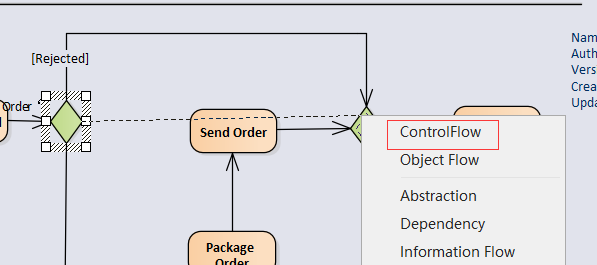 Nam
[Rejected]
Auth
Vers
Crea
Order
Upda
Send Order
ControlFlow
Object Flow
Abstraction
Dependency
Package
Order
Information Flow